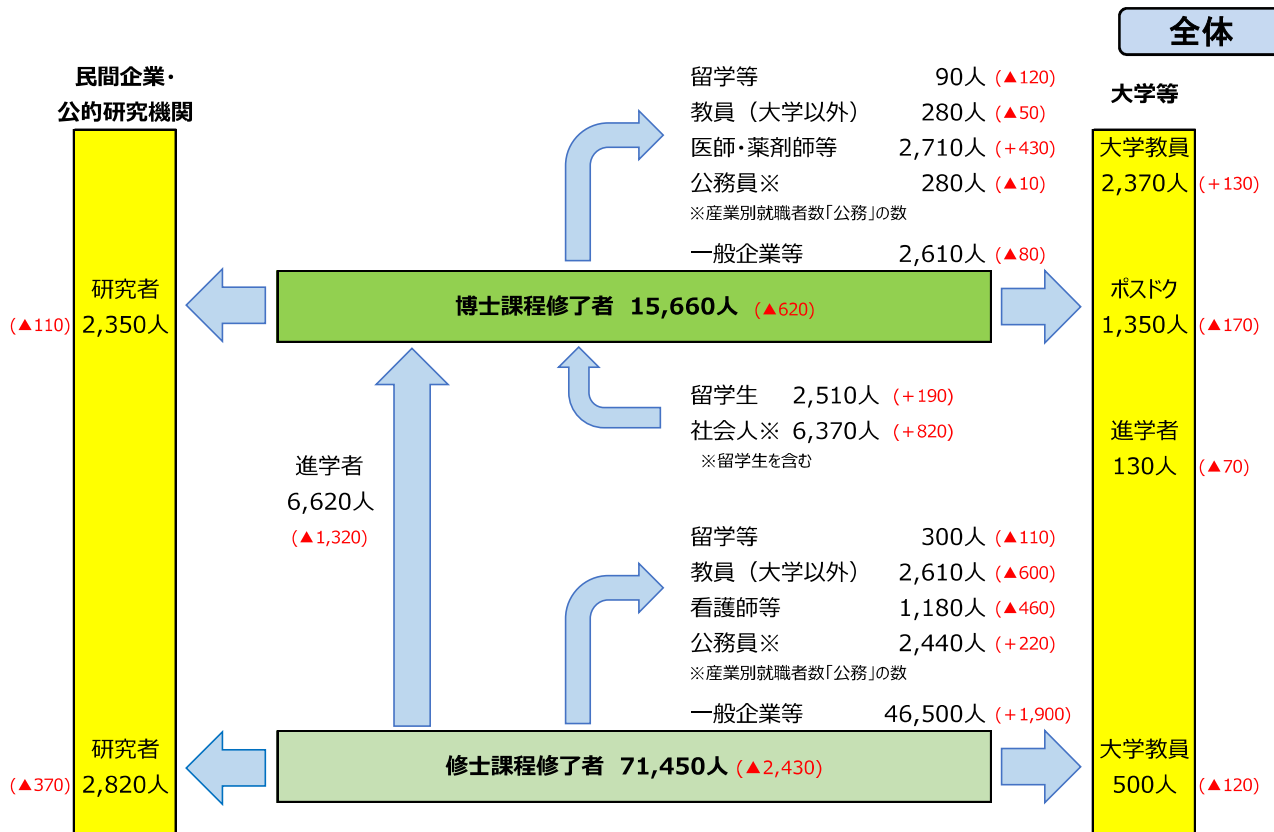 全体
民間企業・
公的研究機関
大学等
留学等 90人 (▲120)
教員（大学以外） 280人 (▲50)
医師・薬剤師等 2,710人 (+430)
公務員※ 280人 (▲10)
※産業別就職者数「公務」の数
一般企業等 2,610人 (▲80)
大学教員
2,370人 (+130)
研究者
(▲110) 2,350人
博士課程修了者 15,660人 (▲620)
ポスドク
1,350人 (▲170)
留学生 2,510人 (+190)
社会人※ 6,370人 (+820)
※留学生を含む
進学者
130人 (▲70)
進学者
6,620人
(▲1,320)
留学等 300人 (▲110)
教員（大学以外） 2,610人 (▲600)
看護師等 1,180人 (▲460)
公務員※ 2,440人 (+220)
※産業別就職者数「公務」の数
一般企業等 46,500人 (+1,900)
研究者
(▲370) 2,820人
修士課程修了者 71,450人 (▲2,430)
大学教員
500人 (▲120)